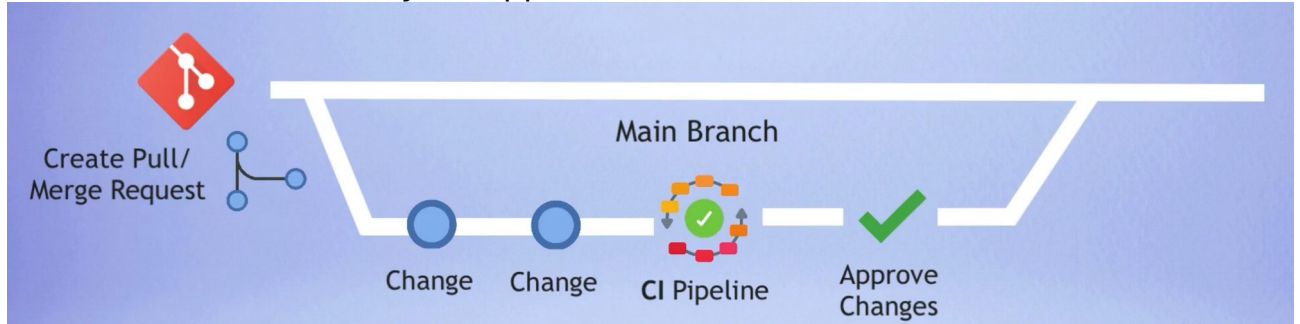 Create Pull/
Merge Request
Main Branch
Change
Change
CI Pipeline
Approve
Changes